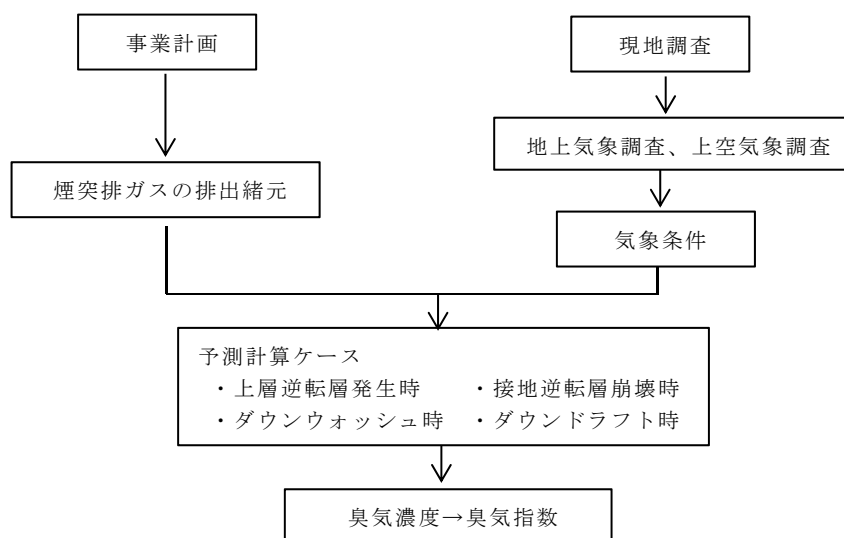 事業計画
現地調査
地上気象調査、上空気象調査
煙突排ガスの排出緒元
気象条件
予測計算ケース
・上層逆転層発生時 ・接地逆転層崩壊時
・ダウンウォッシュ時 ・ダウンドラフト時
臭気濃度→臭気指数